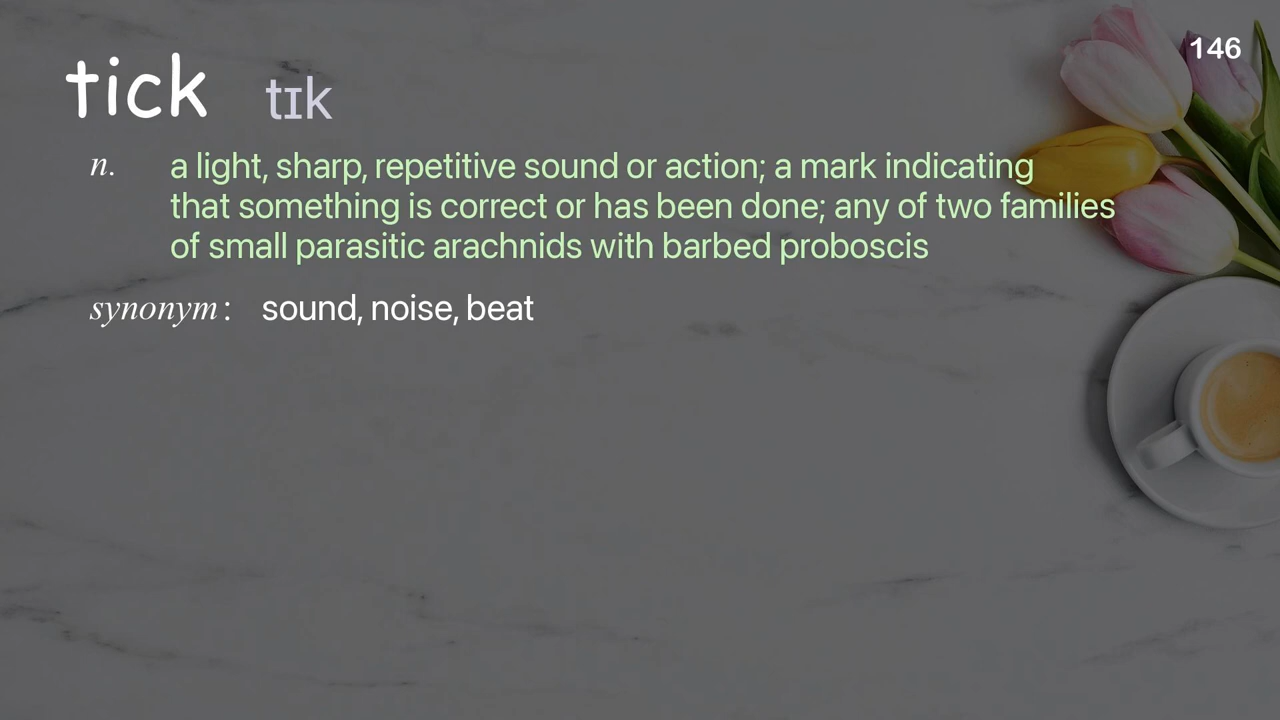 146
tick tɪk
n. a light, sharp, repetitive sound or action; a mark indicating
that something is correct or has been done; any of two families
of small parasitic arachnids with barbed proboscis
synonym: sound, noise, beat